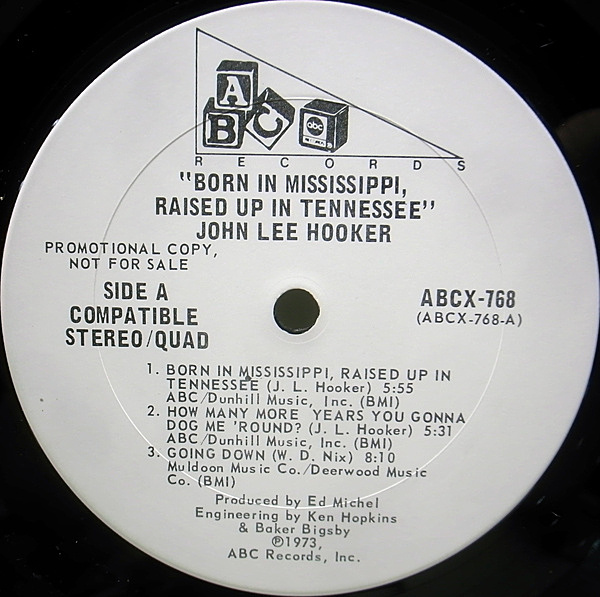 A
B
C
abc
RECORDS
RECORDS
"BORN IN MISSISSIPPI,
RAISED UP IN TENNESSEE"
JOHN LEE HOOKER
PROMOTIONAL COPY,
NOT FOR SALE
SIDE A
COMPATIBLE
STEREO/QUAD
ABCX-768
(ABCX-768-A)
1. BORN IN MISSISSIPPI, RAISED UP IN
TENNESSEE (J. L. Hooker) 5:55
ABC/Dunhill Music, Inc. (BMI)
2. HOW MANY MORE YEARS YOU GONNA
DOG ME 'ROUND? (J. L. Hooker) 5:31
ABC/Dunhill Music, Inc. (BMI)
3. GOING DOWN (W. D. Nix) 8:10
Muldoon Music Co./Deerwood Music
Co. (BMI)
Produced by Ed Michel
Engineering by Ken Hopkins
& Baker Bigsby
℗1973,
ABC Records, Inc.